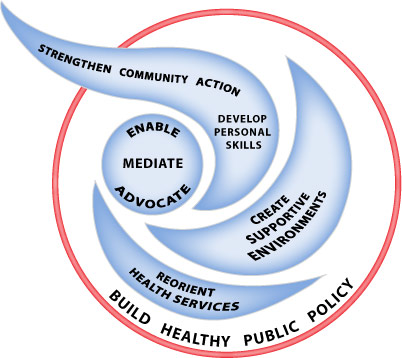 STRENGTHEN COMMUNITY ACTION
DEVELOP
PERSONAL
SKILLS
ENABLE
MEDIATE
ADVOCATE
CREATE
SUPPORTIVE
ENVIRONMENTS
REORIENT
HEALTH SERVICES
BUILD HEALTHY PUBLIC POLICY